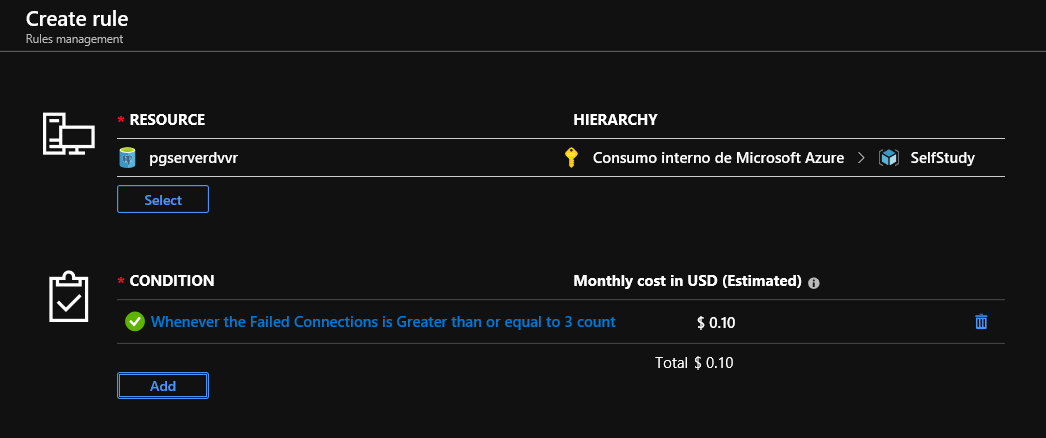 Create rule
Rules management
* RESOURCE HIERARCHY
pgserverdvvr Consumo interno de Microsoft Azure > SelfStudy
Select
* CONDITION Monthly cost in USD (Estimated)
Whenever the Failed Connections is Greater than or equal to 3 count $ 0.10
Total $ 0.10
Add